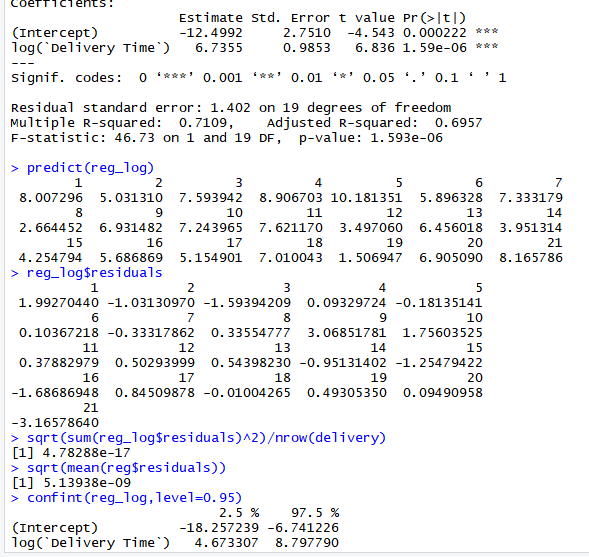 Coefficients:
Estimate Std. Error t value Pr(>|t|)
(Intercept) -12.4992 2.7510 -4.543 0.000222 ***
log(`Delivery Time`) 6.7355 0.9853 6.836 1.59e-06 ***
---
Signif. codes: 0 ‘***’ 0.001 ‘**’ 0.01 ‘*’ 0.05 ‘.’ 0.1 ‘ ’ 1
Residual standard error: 1.402 on 19 degrees of freedom
Multiple R-squared: 0.7109, Adjusted R-squared: 0.6957
F-statistic: 46.73 on 1 and 19 DF, p-value: 1.593e-06
> predict(reg_log)
1 2 3 4 5 6 7
8.007296 5.031310 7.593942 8.906703 10.181351 5.896328 7.333179
8 9 10 11 12 13 14
2.664452 6.931482 7.243965 7.621170 3.497060 6.456018 3.951314
15 16 17 18 19 20 21
4.254794 5.686869 5.154901 7.010043 1.506947 6.905090 8.165786
> reg_log$residuals
1 2 3 4 5
1.99270440 -1.03130970 -1.59394209 0.09329724 -0.18135141
6 7 8 9 10
0.10367218 -0.33317862 0.33554777 3.06851781 1.75603525
11 12 13 14 15
0.37882979 0.50293999 0.54398230 -0.95131402 -1.25479422
16 17 18 19 20
-1.68686948 0.84509878 -0.01004265 0.49305350 0.09490958
21
-3.16578640
> sqrt(sum(reg_log$residuals)^2)/nrow(delivery)
[1] 4.78288e-17
> sqrt(mean(reg$residuals))
[1] 5.13938e-09
> confint(reg_log,level=0.95)
2.5 % 97.5 %
(Intercept) -18.257239 -6.741226
log(`Delivery Time`) 4.673307 8.797790